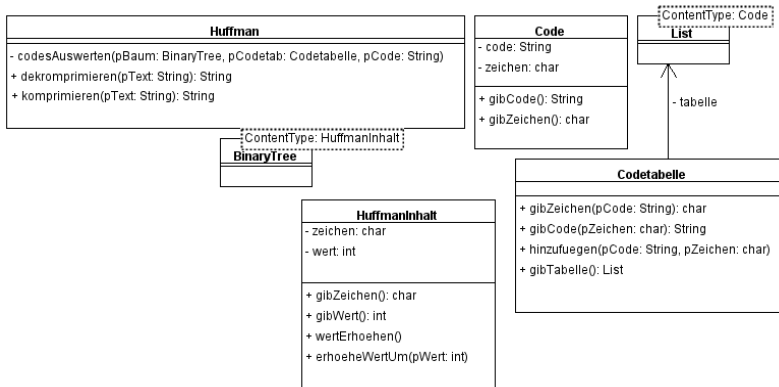 Huffman
- codesAuswerten(pBaum: BinaryTree, pCodetab: Codetabelle, pCode: String)
+ dekromprimieren(pText: String): String
+ komprimieren(pText: String): String
Code
- code: String
- zeichen: char
+ gibCode(): String
+ gibZeichen(): char
ContentType: Code
List
- tabelle
ContentType: HuffmanInhalt
BinaryTree
Codetabelle
+ gibZeichen(pCode: String): char
+ gibCode(pZeichen: char): String
+ hinzufuegen(pCode: String, pZeichen: char)
+ gibTabelle(): List
HuffmanInhalt
- zeichen: char
- wert: int
+ gibZeichen(): char
+ gibWert(): int
+ wertErhoehen()
+ erhoeheWertUm(pWert: int)